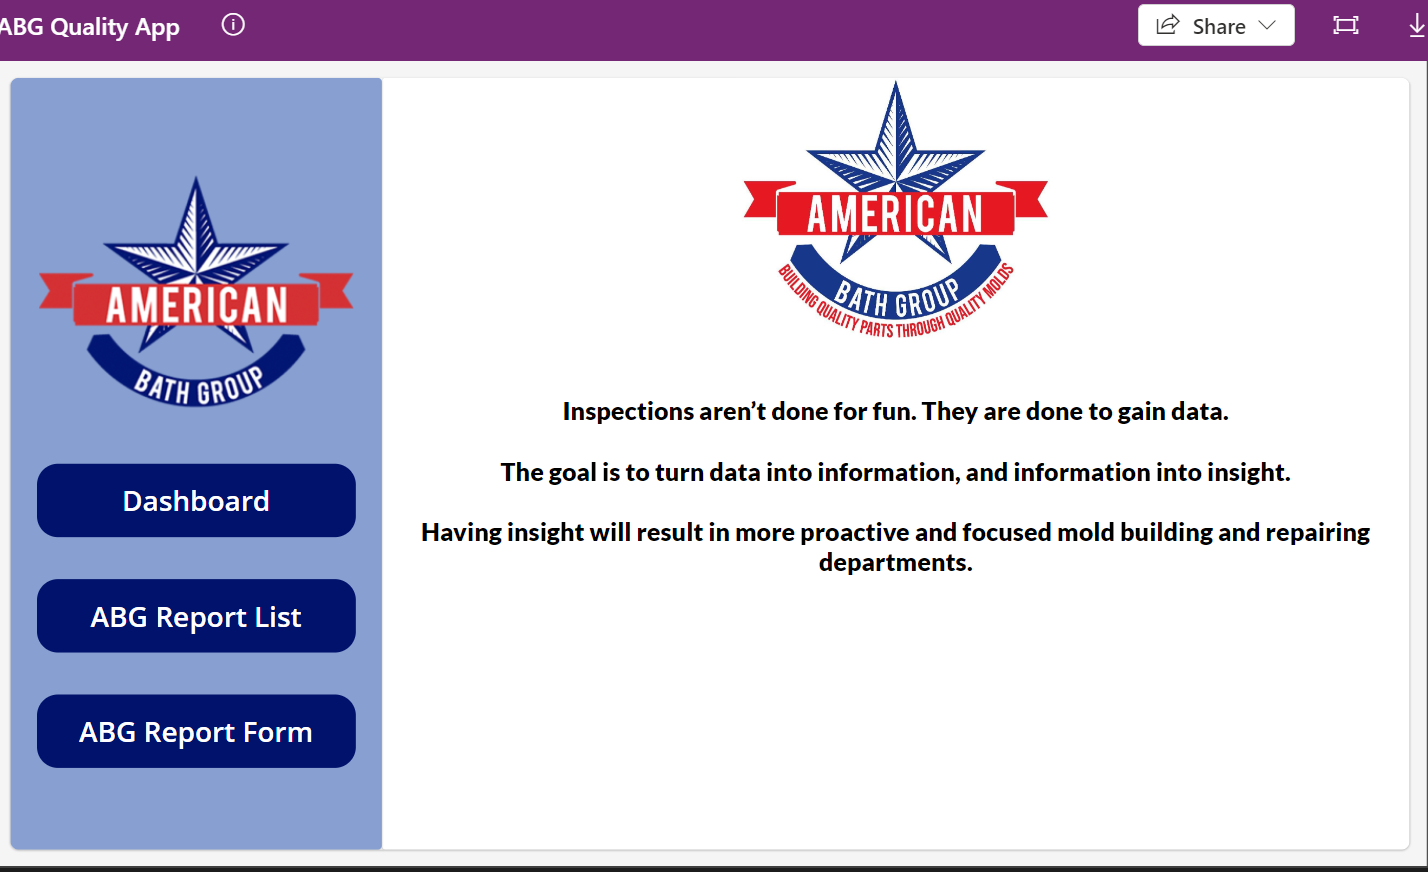 ABG Quality App
Share
AMERICAN
BATH GROUP
Dashboard
ABG Report List
ABG Report Form
AMERICAN
BATH GROUP
BUILDING QUALITY PARTS THROUGH QUALITY MOLDS
Inspections aren’t done for fun. They are done to gain data.
The goal is to turn data into information, and information into insight.
Having insight will result in more proactive and focused mold building and repairing
departments.